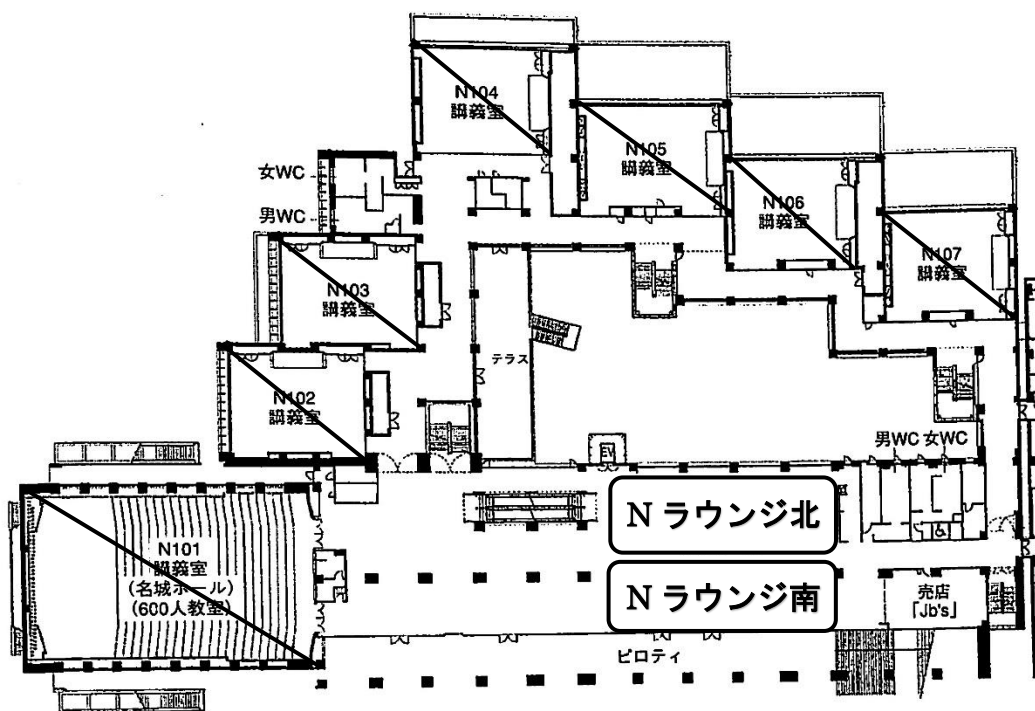 N104
講義室
N105
講義室
女WC
N106
講義室
男WC
N107
講義室
N103
講義室
テラス
N102
講義室
男WC 女WC
EV
N ラウンジ北
N101
講義室
(名城ホール)
(600人教室)
N ラウンジ南
売店
「Jb's」
ピロティ